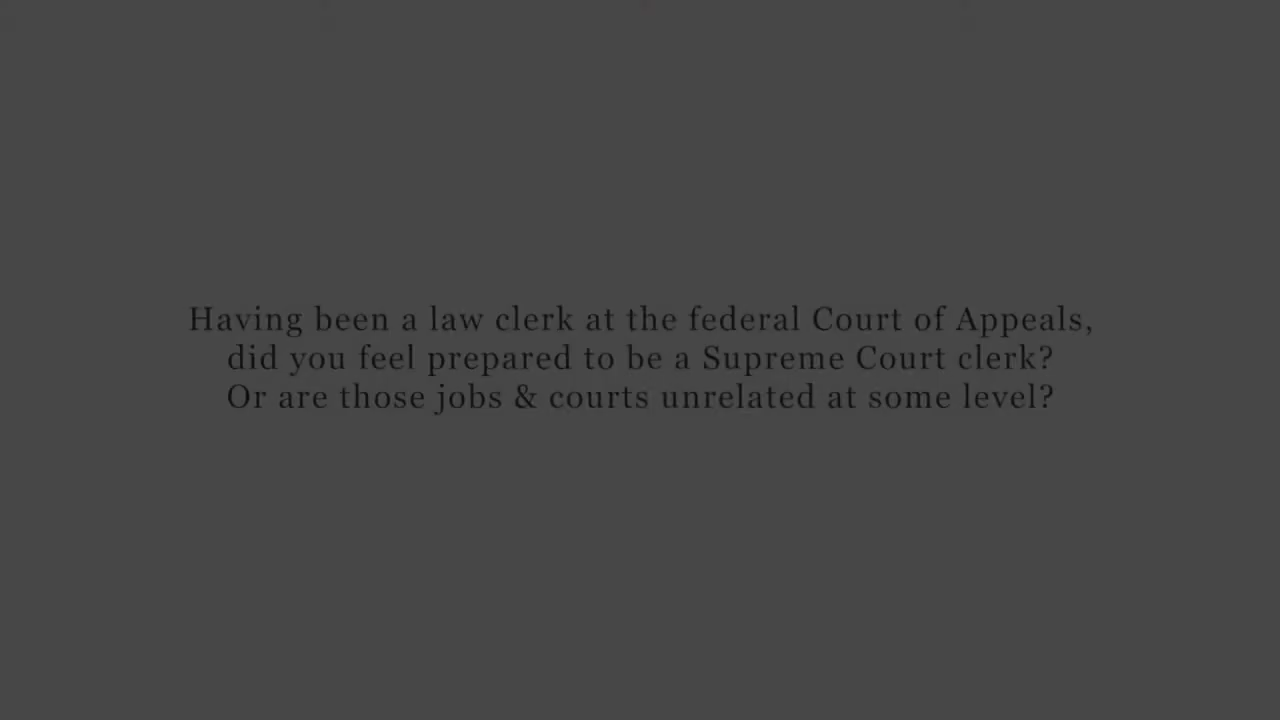 Having been a law clerk at the federal Court of Appeals,
did you feel prepared to be a Supreme Court clerk?
Or are those jobs & courts unrelated at some level?